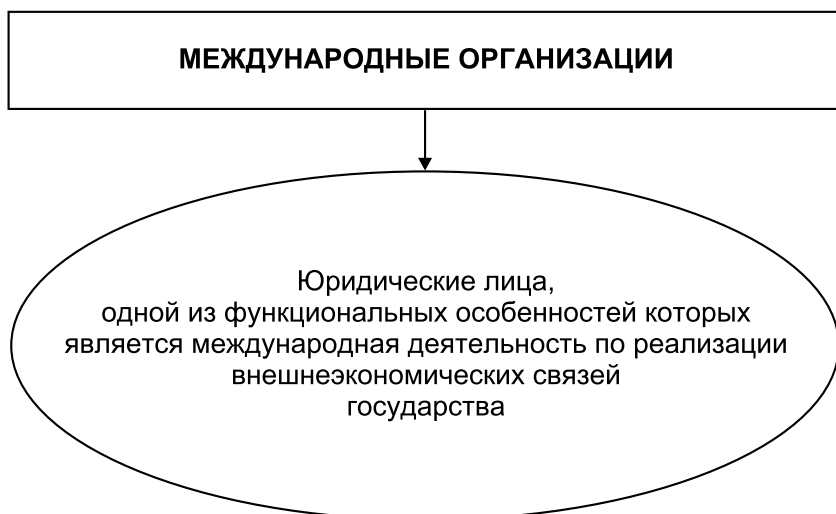 МЕЖДУНАРОДНЫЕ ОРГАНИЗАЦИИ
Юридические лица,
одной из функциональных особенностей которых
является международная деятельность по реализации
внешнеэкономических связей
государства